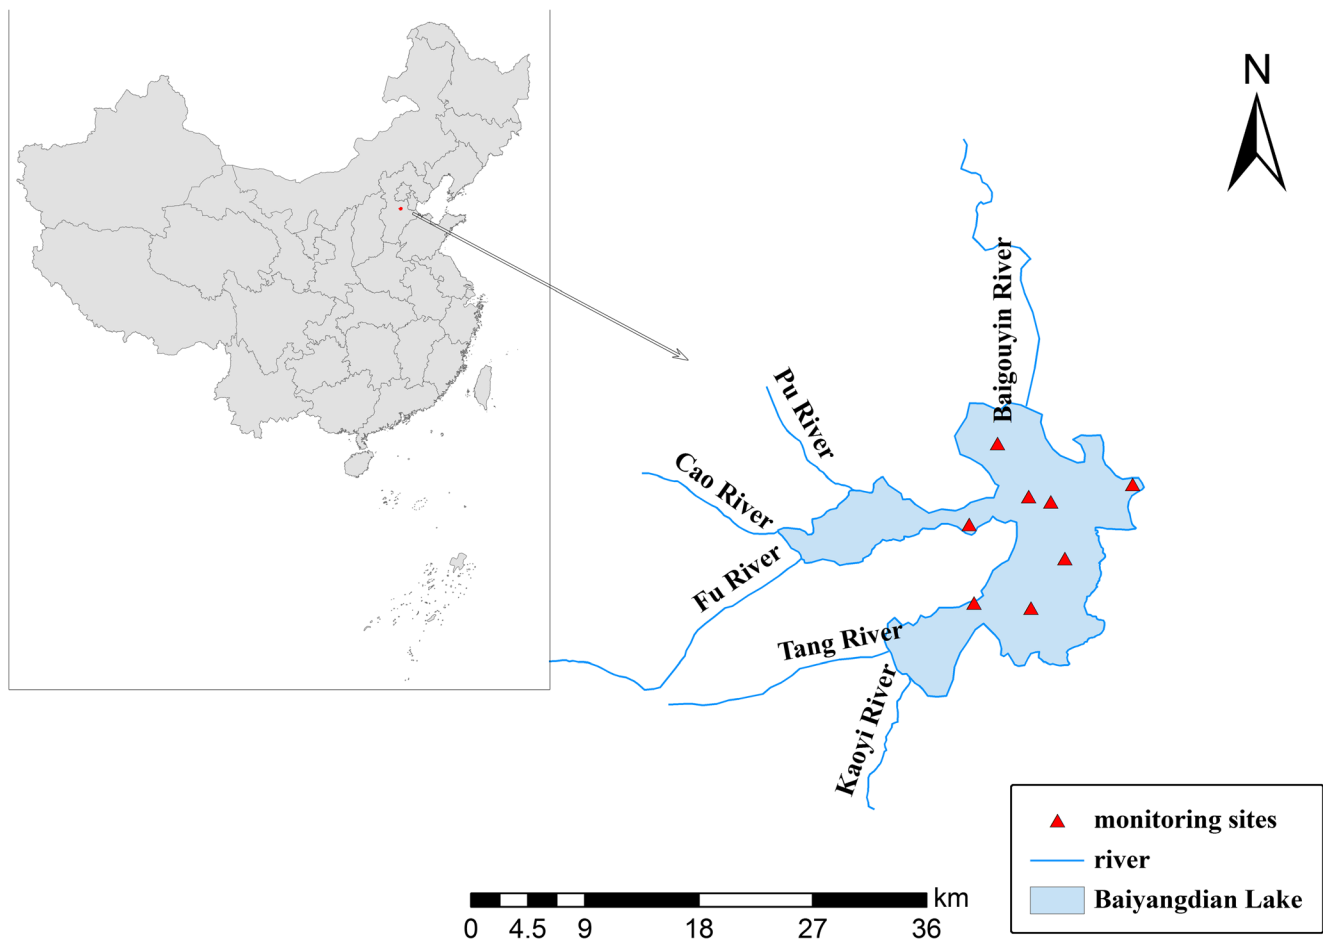 N
Baigouyin River
Pu River
Cao River
Fu River
Tang River
Kaoyi River
monitoring sites
river
Baiyangdian Lake
km
0 4.5 9 18 27 36